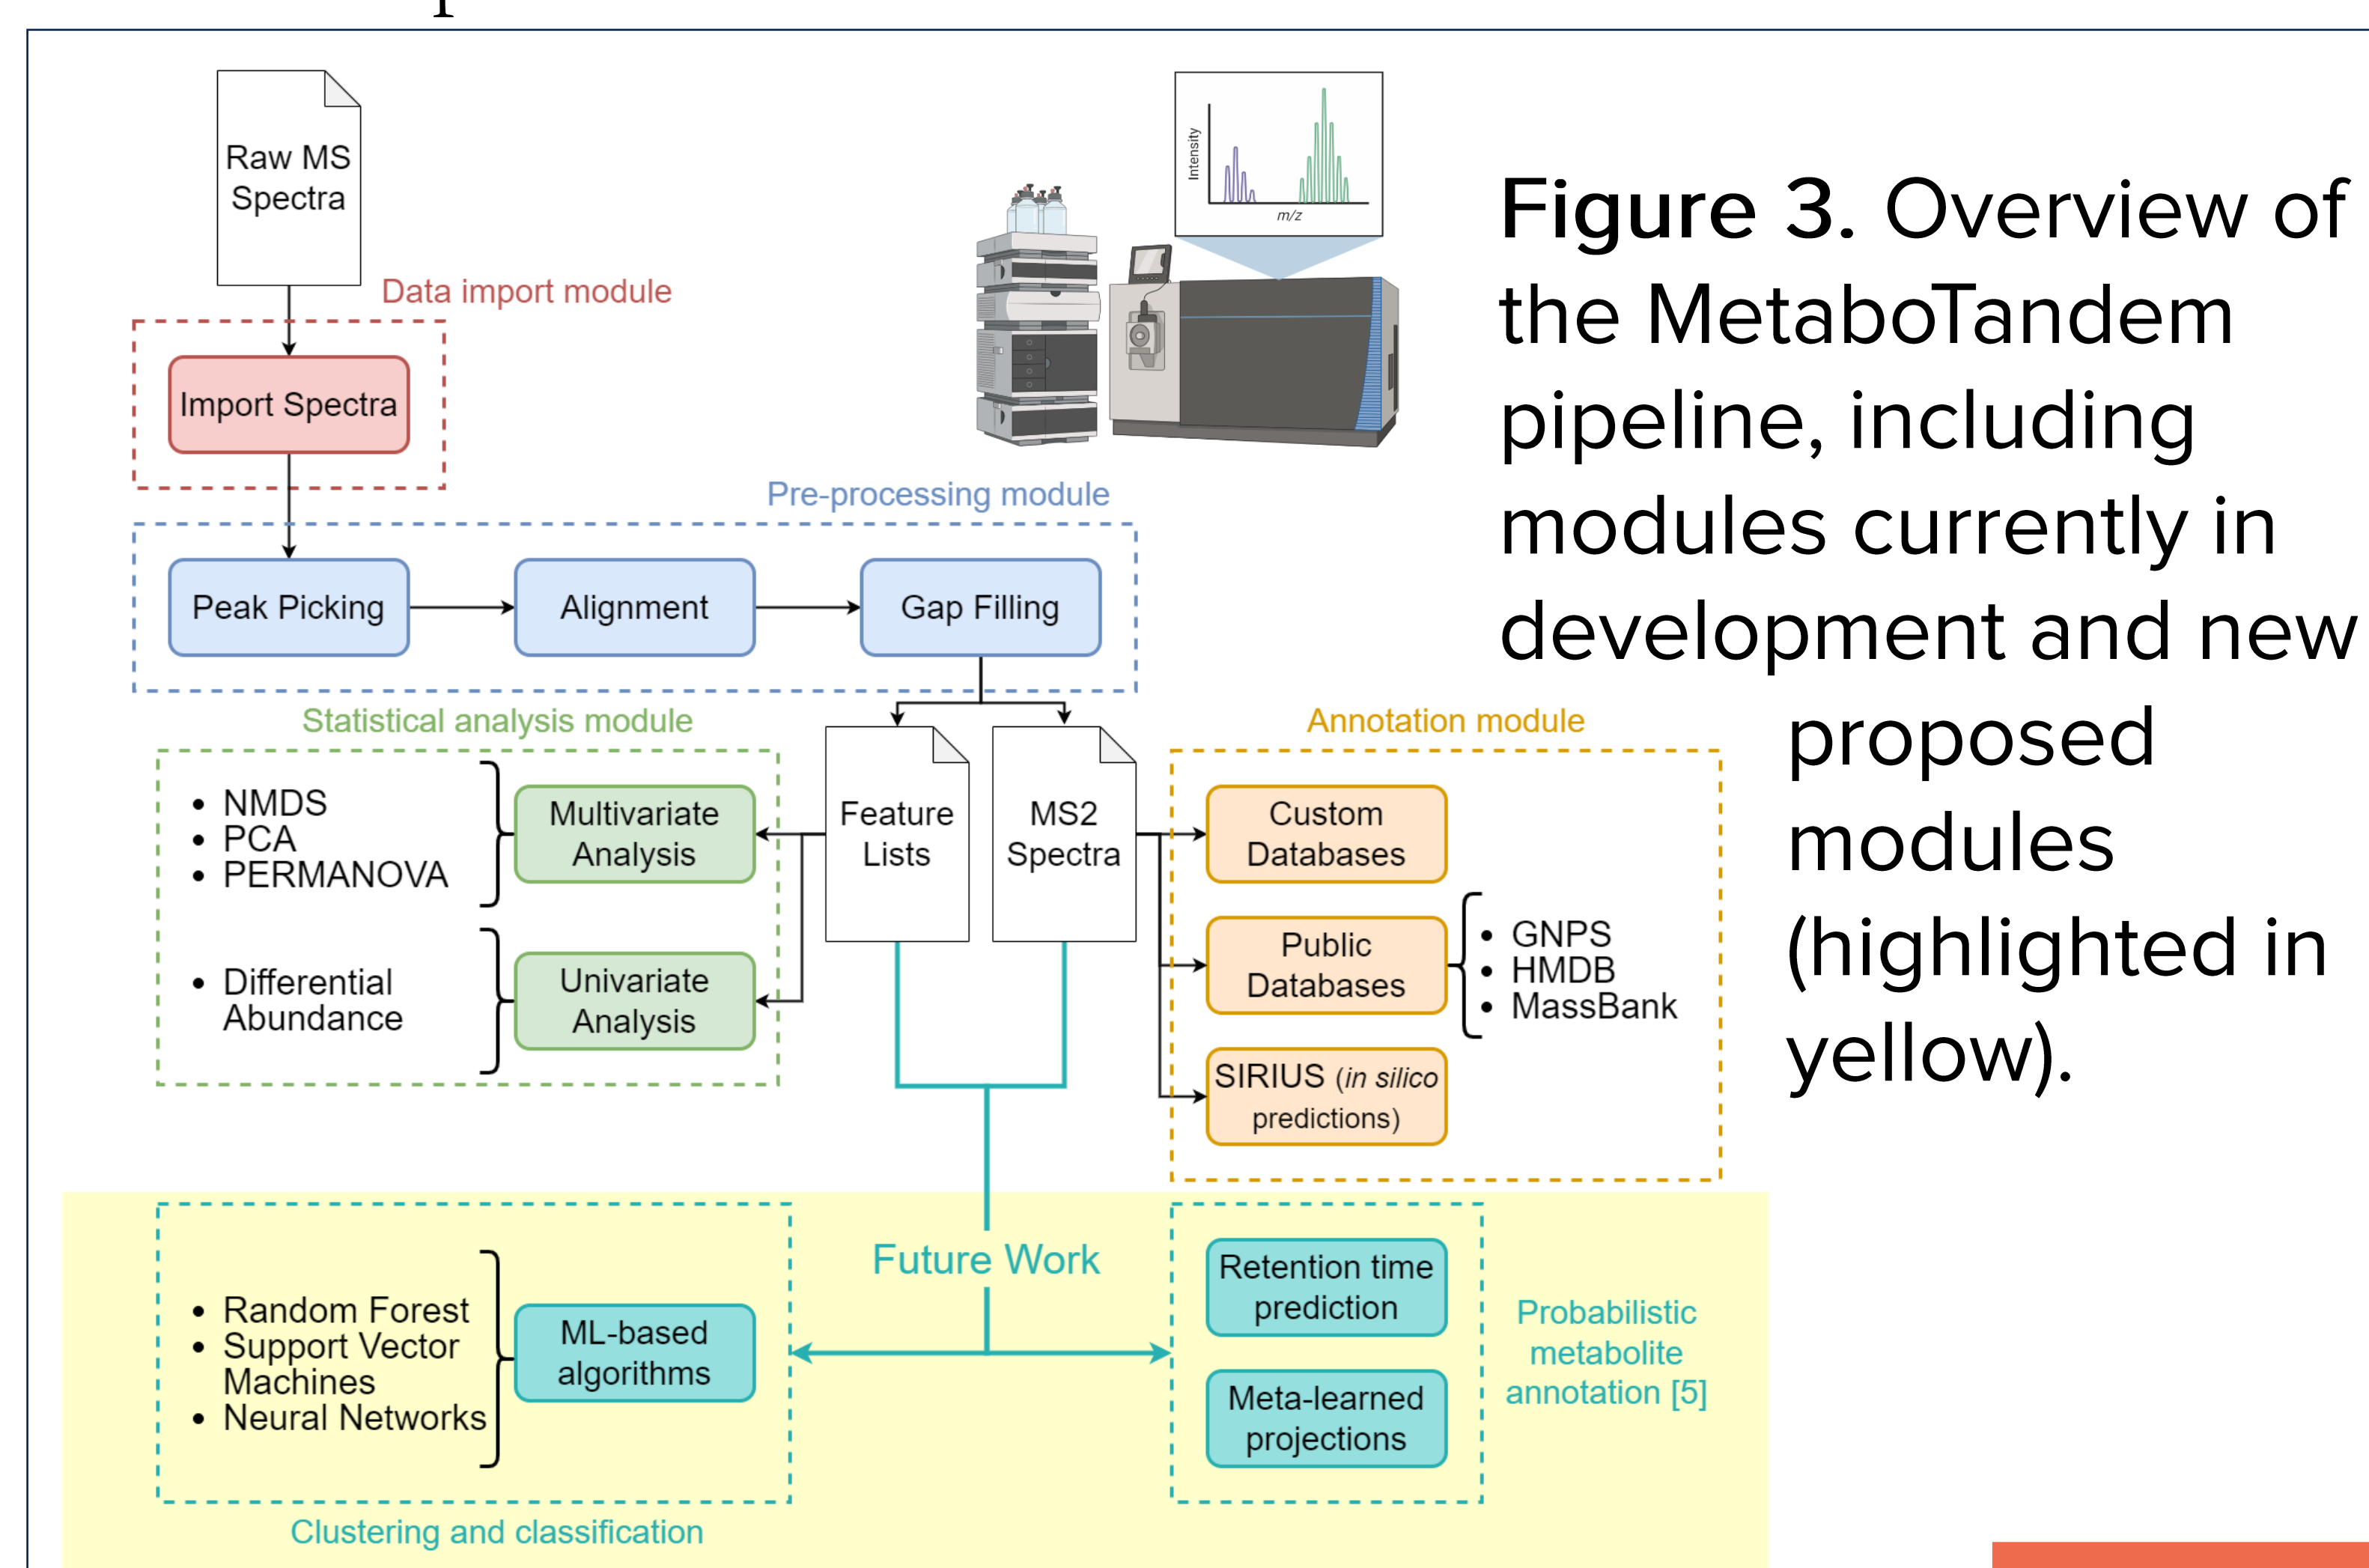 Raw MS
Spectra
Intensity
m/z
Figure 3. Overview of
the MetaboTandem
pipeline, including
modules currently in
development and new
proposed
modules
(highlighted in
yellow).
Data import module
Import Spectra
Pre-processing module
Peak Picking
Alignment
Gap Filling
Statistical analysis module
• NMDS
• PCA
• PERMANOVA
Multivariate
Analysis
• Differential
Abundance
Univariate
Analysis
Feature
Lists
MS2
Spectra
Annotation module
Custom
Databases
Public
Databases
• GNPS
• HMDB
• MassBank
SIRIUS (in silico
predictions)
Future Work
• Random Forest
• Support Vector
Machines
• Neural Networks
ML-based
algorithms
Clustering and classification
Retention time
prediction
Meta-learned
projections
Probabilistic
metabolite
annotation [5]